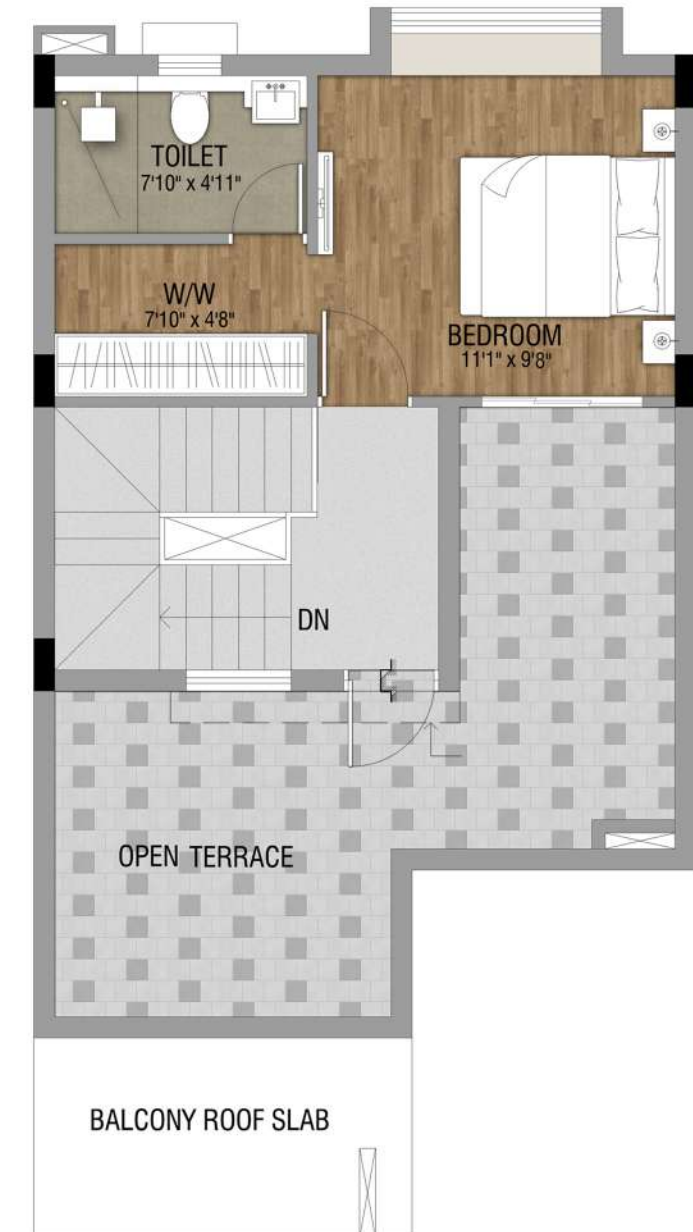 TOILET
7'10" x 4'11"
W/W
7'10" x 4'8"
BEDROOM
11'1" x 9'8"
DN
OPEN TERRACE
BALCONY ROOF SLAB